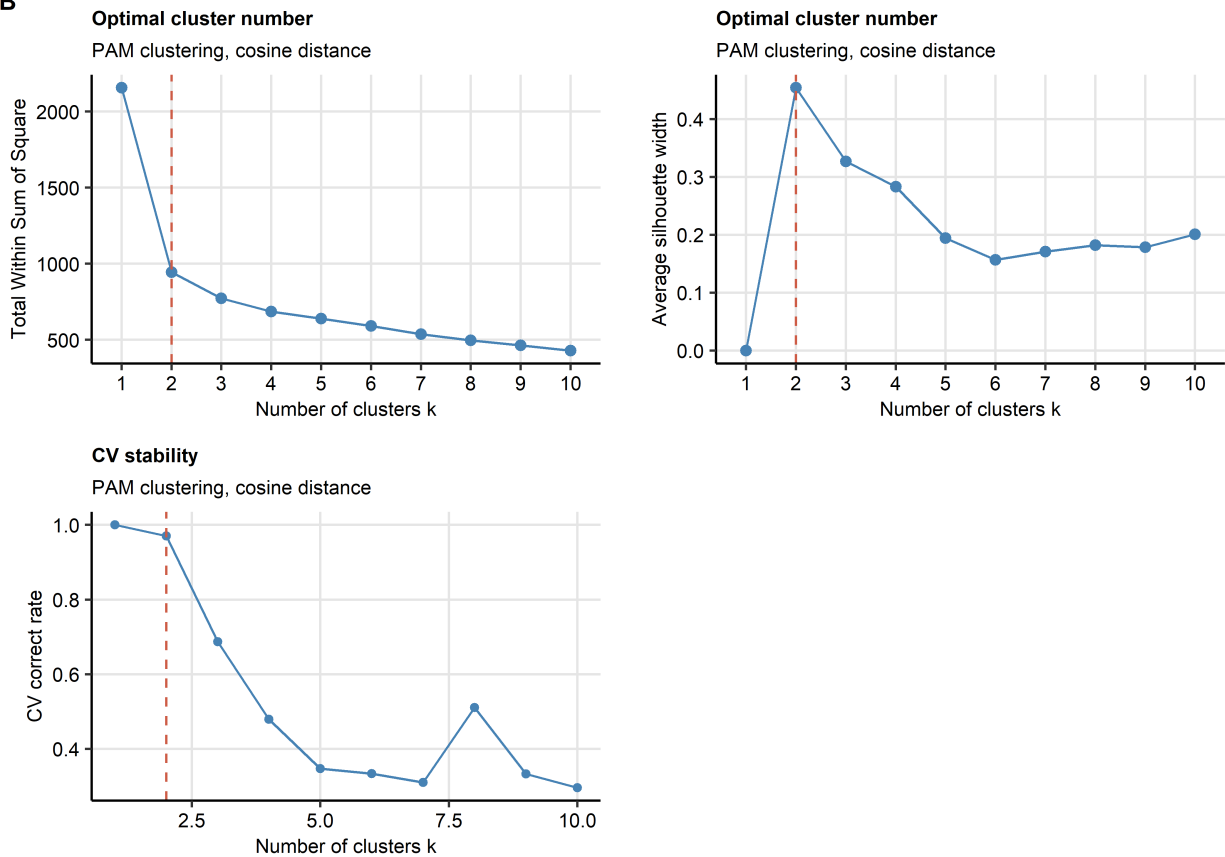 B
Optimal cluster number
PAM clustering, cosine distance
Total Within Sum of Square
2000
1500
1000
500
1 2 3 4 5 6 7 8 9 10
Number of clusters k
Optimal cluster number
PAM clustering, cosine distance
Average silhouette width
0.4
0.3
0.2
0.1
0.0
1 2 3 4 5 6 7 8 9 10
Number of clusters k
CV stability
PAM clustering, cosine distance
CV correct rate
1.0
0.8
0.6
0.4
2.5 5.0 7.5 10.0
Number of clusters k